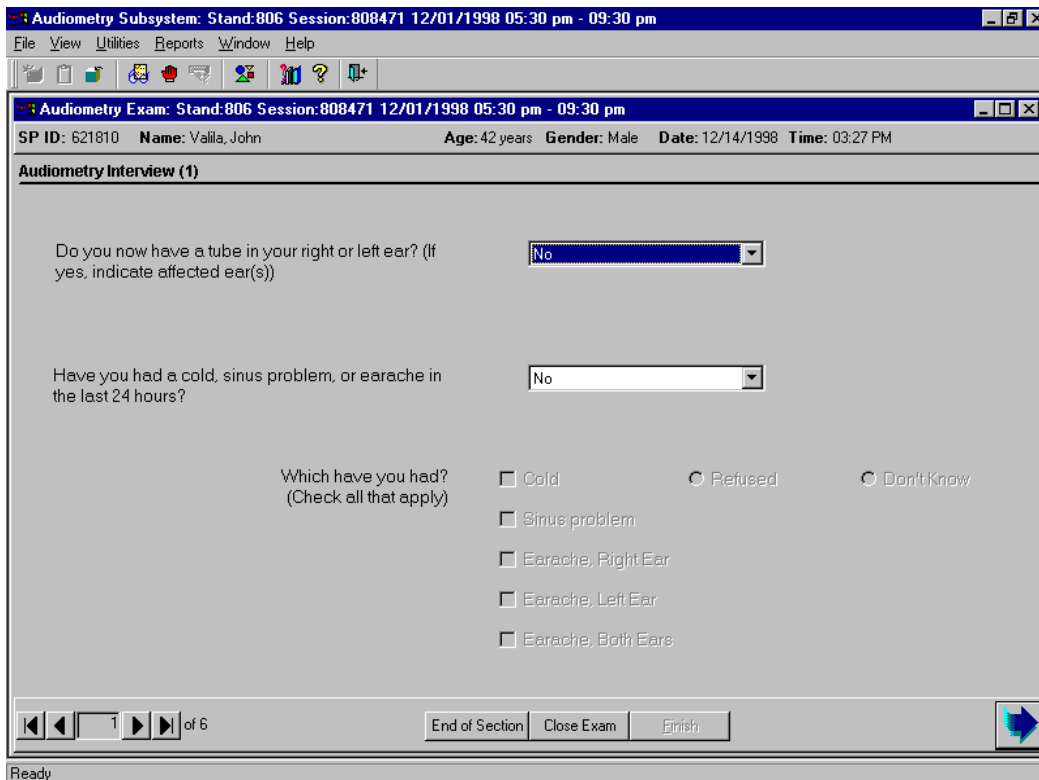 Audiometry Subsystem: Stand:806 Session:808471 12/01/1998 05:30 pm - 09:30 pm
File View Utilities Reports Window Help
Audiometry Exam: Stand:806 Session:808471 12/01/1998 05:30 pm - 09:30 pm
SP ID: 621810 Name: Valila, John Age: 42 years Gender: Male Date: 12/14/1998 Time: 03:27 PM
Audiometry Interview (1)
Do you now have a tube in your right or left ear? (If
yes, indicate affected ear(s))
No
Have you had a cold, sinus problem, or earache in
the last 24 hours?
No
Which have you had?
(Check all that apply)
Cold Refused Don't Know
Sinus problem
Earache, Right Ear
Earache, Left Ear
Earache, Both Ears
1 of 6 End of Section Close Exam Finish
Ready